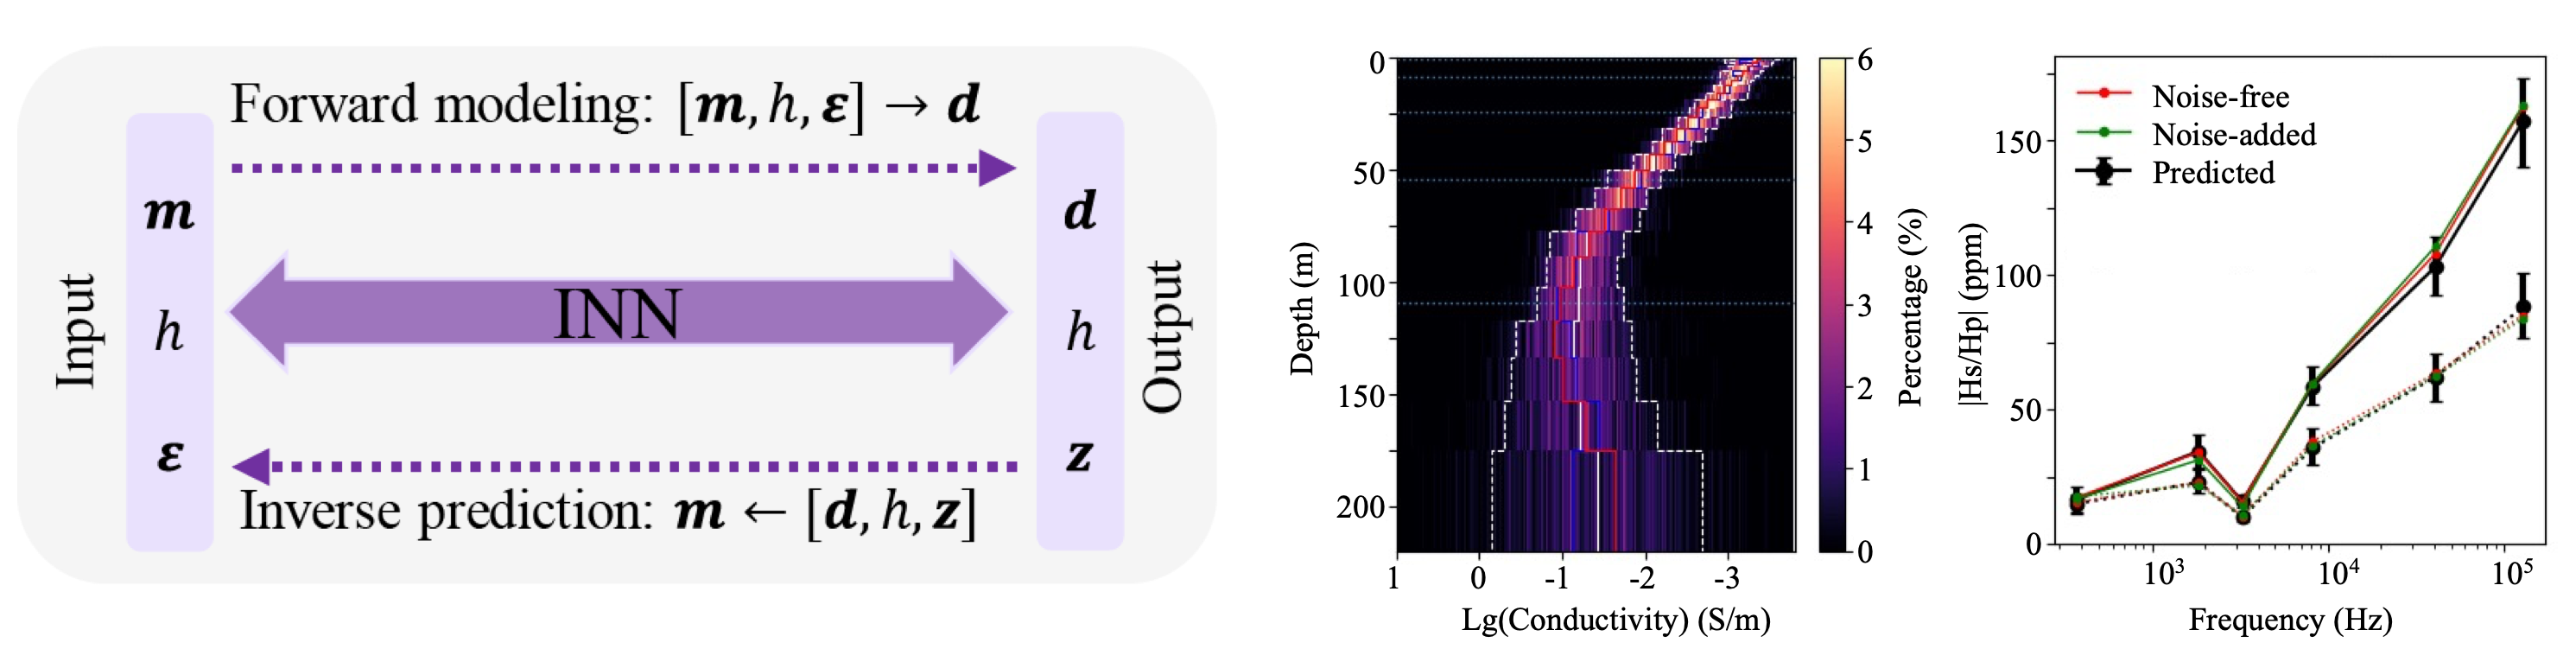 Forward modeling: [m, h, ε] → d
Input
m
h
ε
INN
d
h
z
Output
Inverse prediction: m ← [d, h, z]
0
50
100
150
200
Depth (m)
1 0 -1 -2 -3
Lg(Conductivity) (S/m)
6
5
4
3
2
1
0
Percentage (%)
Noise-free
Noise-added
Predicted
150
100
50
0
|Hs/Hp| (ppm)
10³ 10⁴ 10⁵
Frequency (Hz)